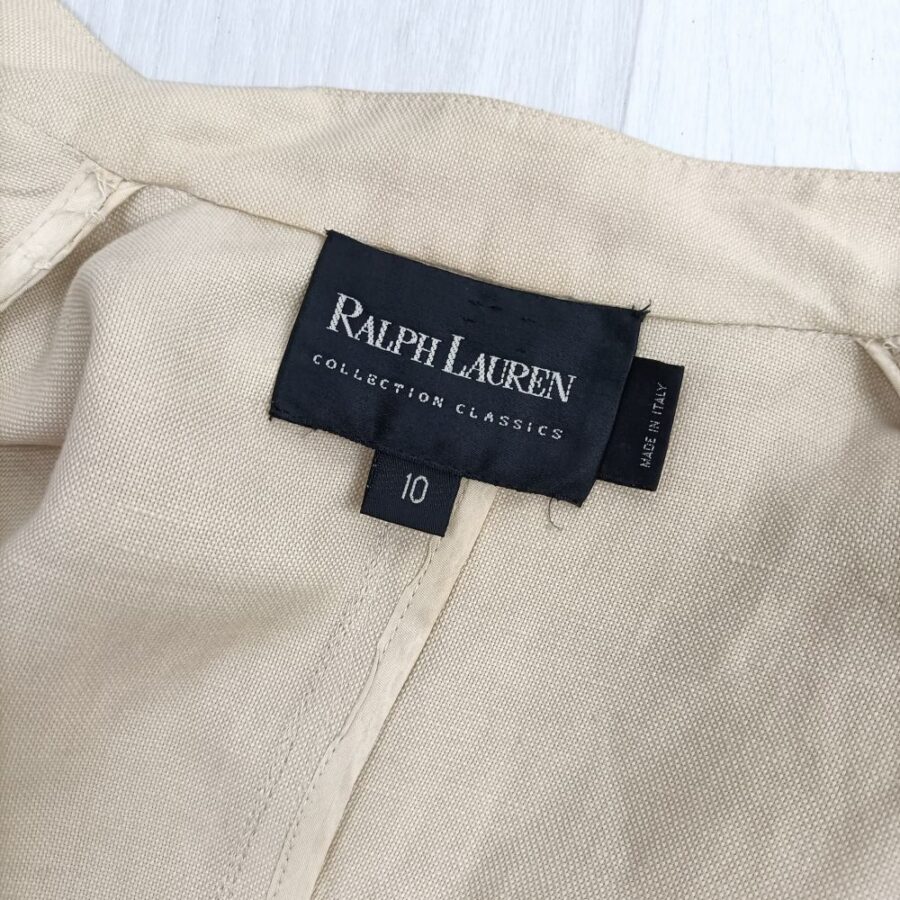 RALPH LAUREN
COLLECTION CLASSICS
10
MADE IN ITALY